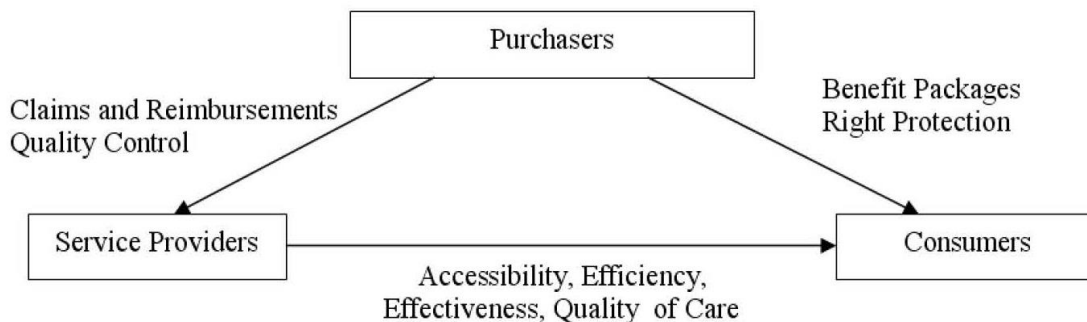 Purchasers
Claims and Reimbursements
Quality Control
Benefit Packages
Right Protection
Service Providers
Consumers
Accessibility, Efficiency,
Effectiveness, Quality of Care